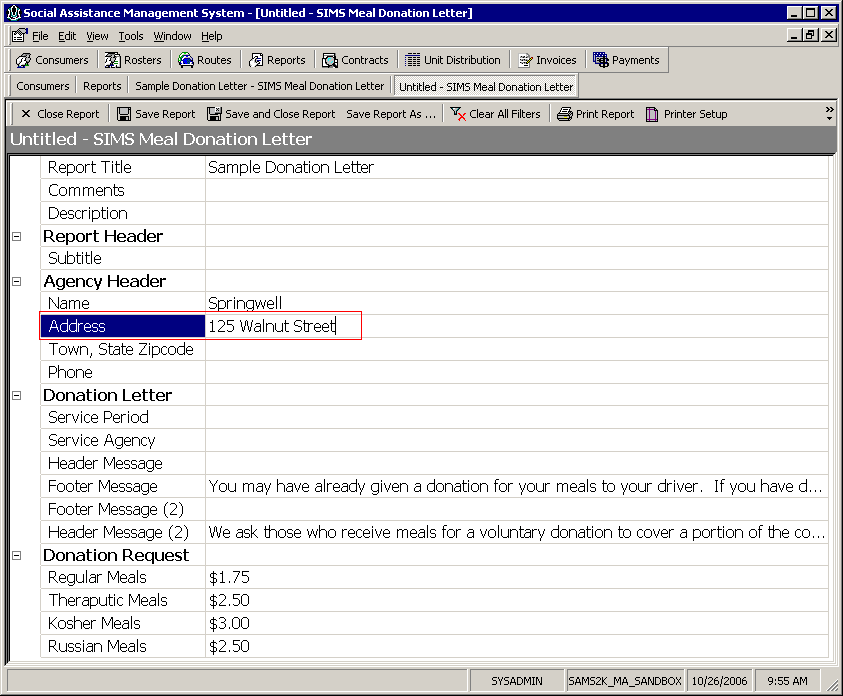 Social Assistance Management System - [Untitled - SIMS Meal Donation Letter]
File Edit View Tools Window Help
Consumers Rosters Routes Reports Contracts Unit Distribution Invoices Payments
Consumers Reports Sample Donation Letter - SIMS Meal Donation Letter Untitled - SIMS Meal Donation Letter
Close Report Save Report Save and Close Report Save Report As ... Clear All Filters Print Report Printer Setup
Untitled - SIMS Meal Donation Letter
Report Title Sample Donation Letter
Comments
Description
Report Header
Subtitle
Agency Header
Name Springwell
Address 125 Walnut Street
Town, State Zipcode
Phone
Donation Letter
Service Period
Service Agency
Header Message
Footer Message You may have already given a donation for your meals to your driver.  If you have d...
Footer Message (2)
Header Message (2) We ask those who receive meals for a voluntary donation to cover a portion of the co...
Donation Request
Regular Meals $1.75
Theraputic Meals $2.50
Kosher Meals $3.00
Russian Meals $2.50
SYSADMIN SAMS2K_MA_SANDBOX 10/26/2006 9:55 AM